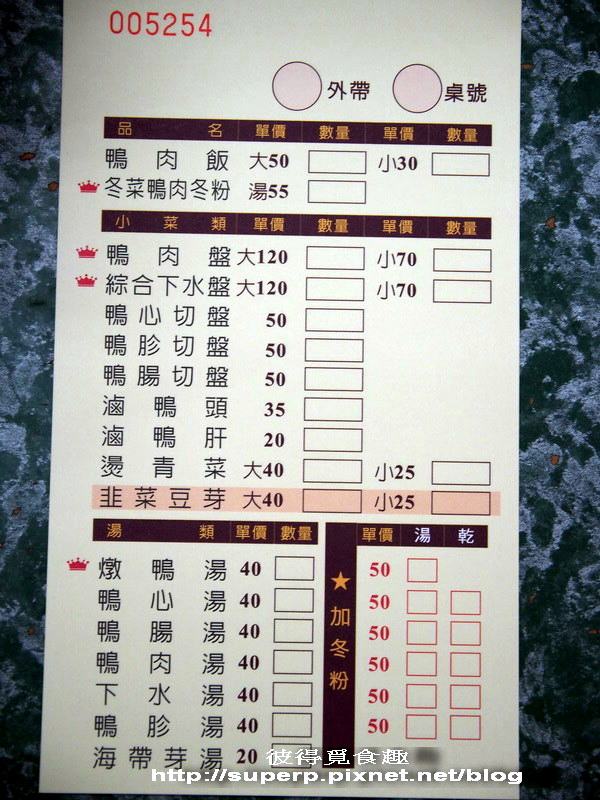 005254
外帶 桌號
品名 單價 數量 單價 數量
鴨肉飯 大50 小30
冬菜鴨肉冬粉 湯55
小菜類 單價 數量 單價 數量
鴨肉盤 大120 小70
綜合下水盤 大120 小70
鴨心切盤 50
鴨胗切盤 50
鴨腸切盤 50
滷鴨頭 35
滷鴨肝 20
燙青菜 大40 小25
韭菜豆芽 大40 小25
湯類 單價 數量 單價 湯 乾
燉鴨湯 40 50
鴨心湯 40 50
鴨腸湯 40 50
鴨肉湯 40 50
下水湯 40 50
鴨胗湯 40 50
海帶芽湯 20
★加冬粉
彼得覓食趣
http://superp.pixnet.net/blog